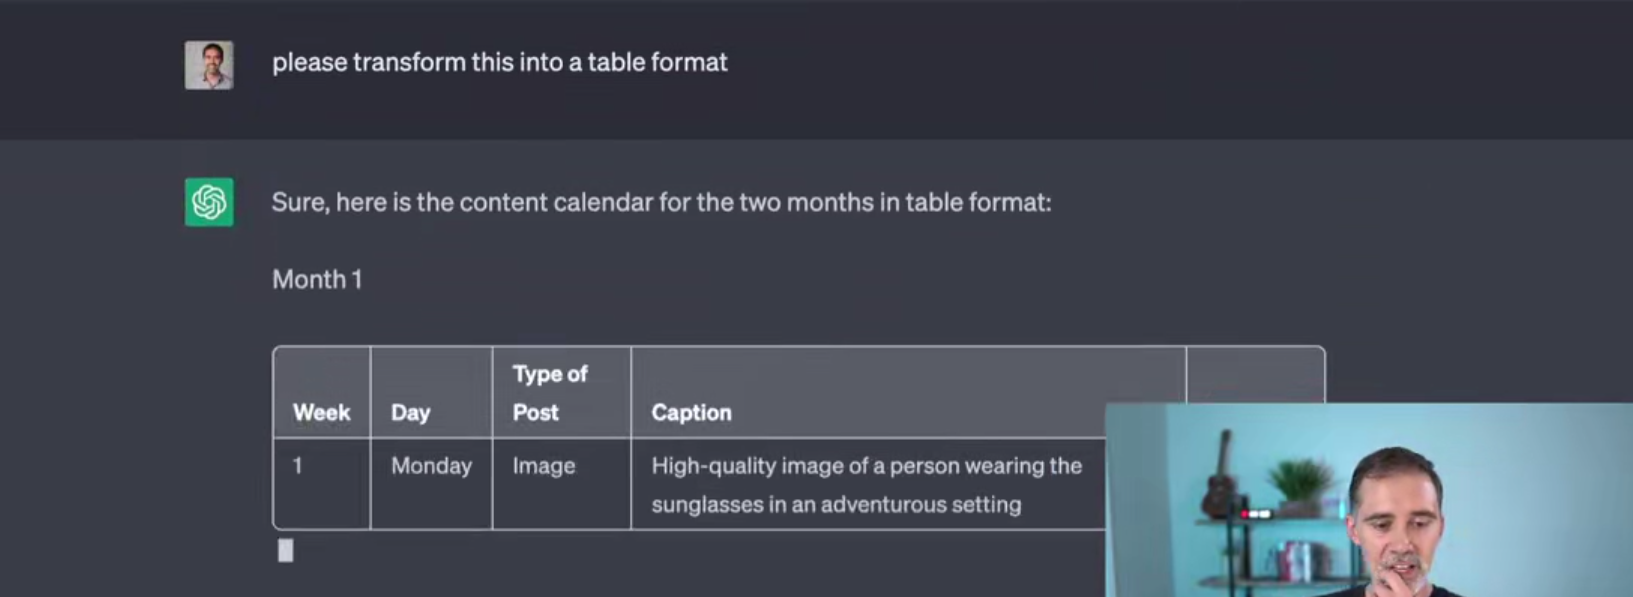 please transform this into a table format
Sure, here is the content calendar for the two months in table format:
Month 1
Week Day Type of Post Caption
1 Monday Image High-quality image of a person wearing the
sunglasses in an adventurous setting